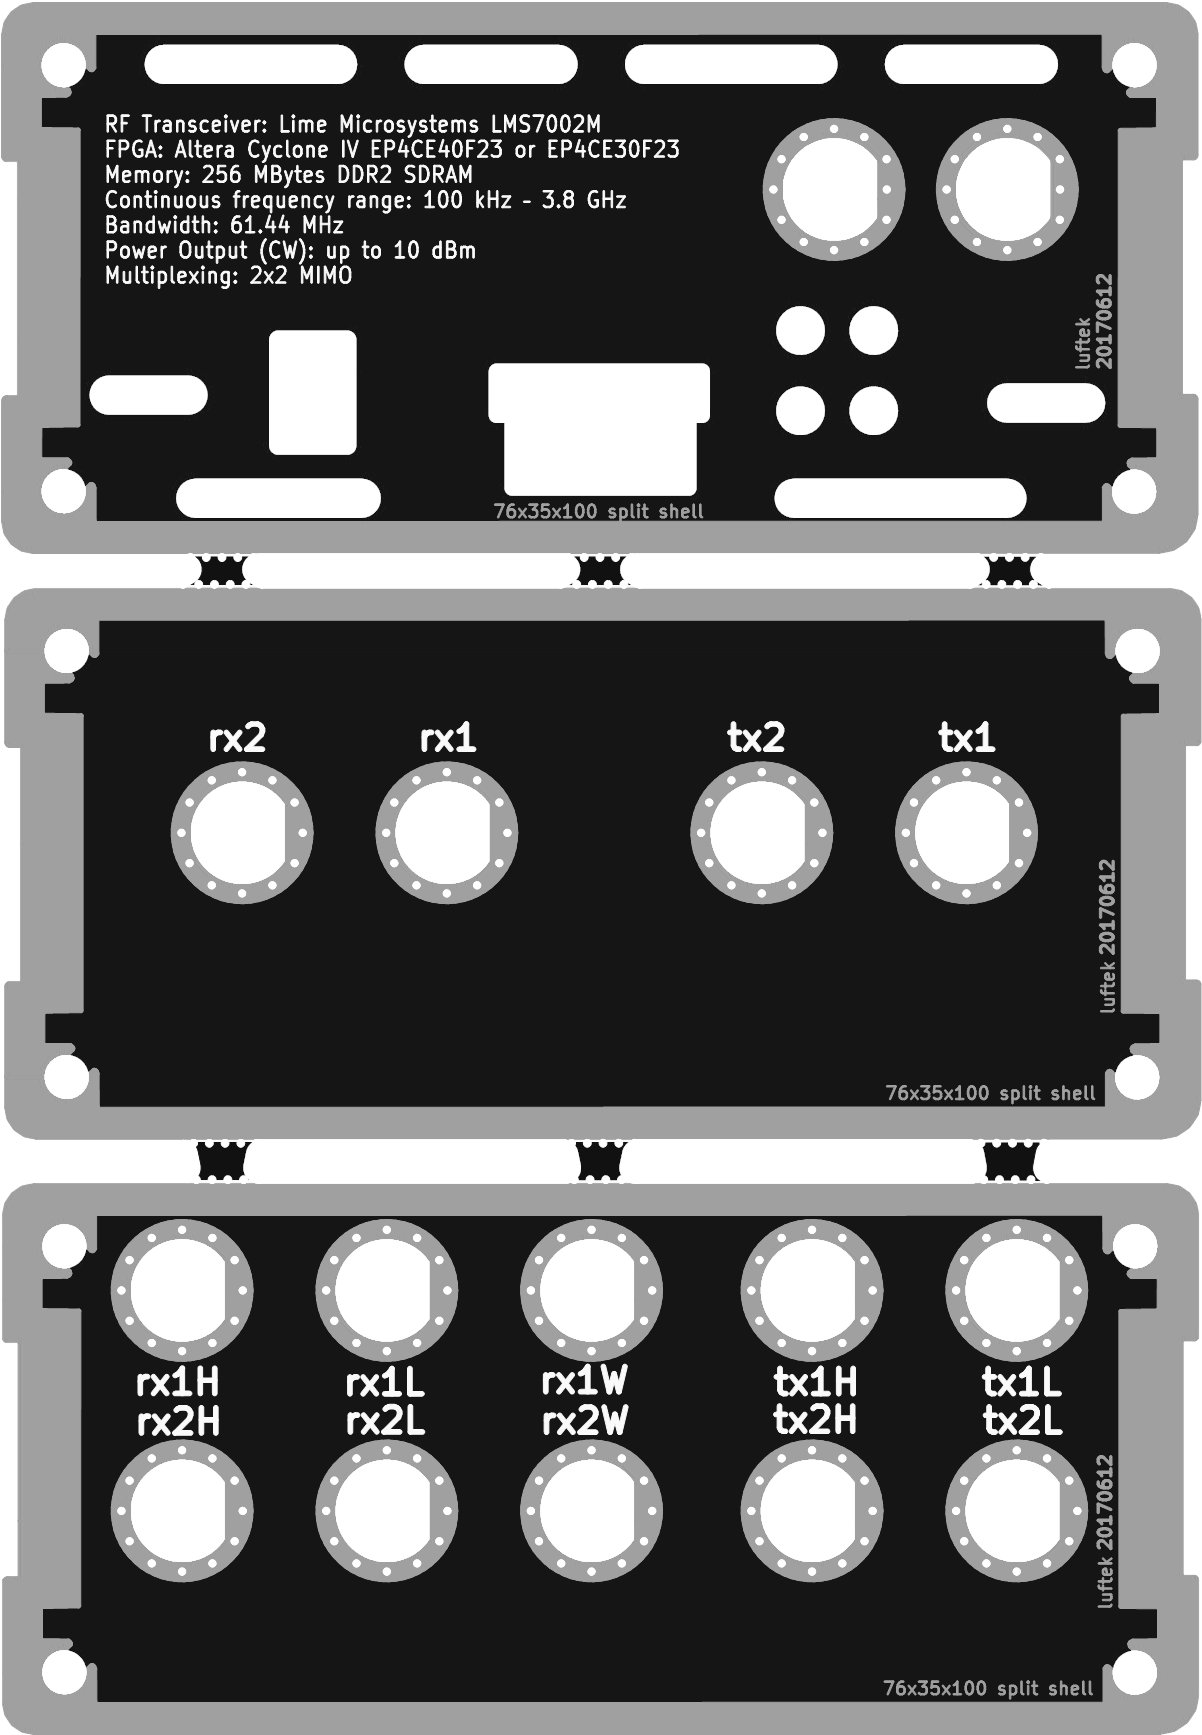 RF Transceiver: Lime Microsystems LMS7002M
FPGA: Altera Cyclone IV EP4CE40F23 or EP4CE30F23
Memory: 256 MBytes DDR2 SDRAM
Continuous frequency range: 100 kHz - 3.8 GHz
Bandwidth: 61.44 MHz
Power Output (CW): up to 10 dBm
Multiplexing: 2x2 MIMO
luftek
20170612
76x35x100 split shell
rx2 rx1 tx2 tx1
luftek 20170612
76x35x100 split shell
rx1H rx1L rx1W tx1H tx1L
rx2H rx2L rx2W tx2H tx2L
luftek 20170612
76x35x100 split shell